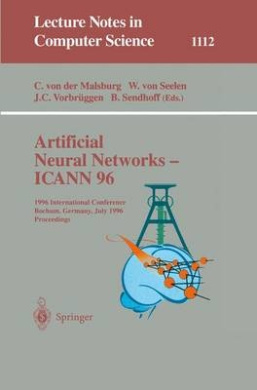 Lecture Notes in
Computer Science 1112
C. von der Malsburg W. von Seelen
J.C. Vorbrüggen B. Sendhoff (Eds.)
Artificial
Neural Networks –
ICANN 96
1996 International Conference
Bochum, Germany, July 1996
Proceedings
Springer